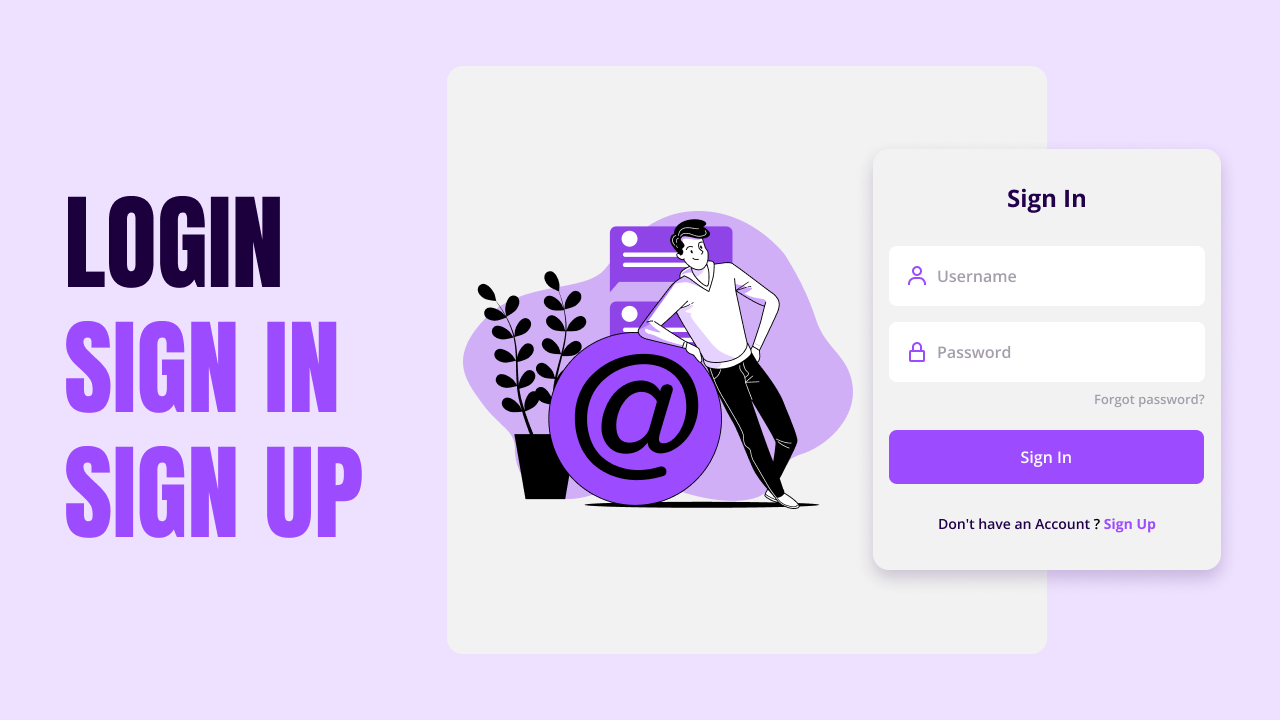 LOGIN
SIGN IN
SIGN UP
@
Sign In
Username
Password
Forgot password?
Sign In
Don't have an Account ? Sign Up